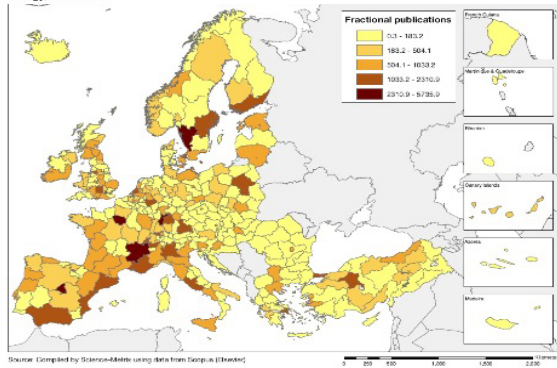 Fractional publications
0.3 - 183.2
183.2 - 504.1
504.1 - 1033.2
1033.2 - 2310.9
2310.9 - 5735.9
French Guiana
Martinique & Guadeloupe
Réunion
Canary Islands
Azores
Madeira
Source: Compiled by Science-Metrix using data from Scopus (Elsevier)
Kilometers
0 500 1,000 1,500 2,000